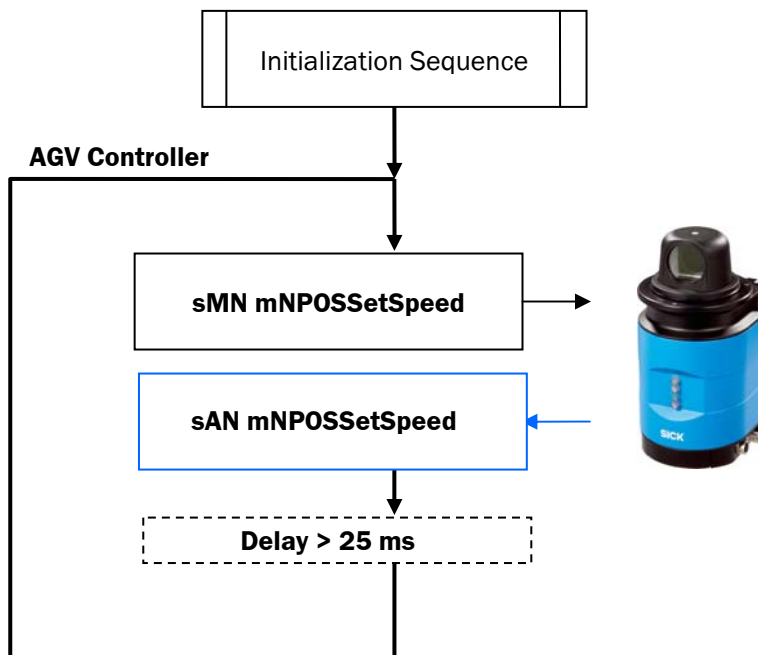 Initialization Sequence
AGV Controller
sMN mNPOSSetSpeed
sAN mNPOSSetSpeed
SICK
Delay > 25 ms